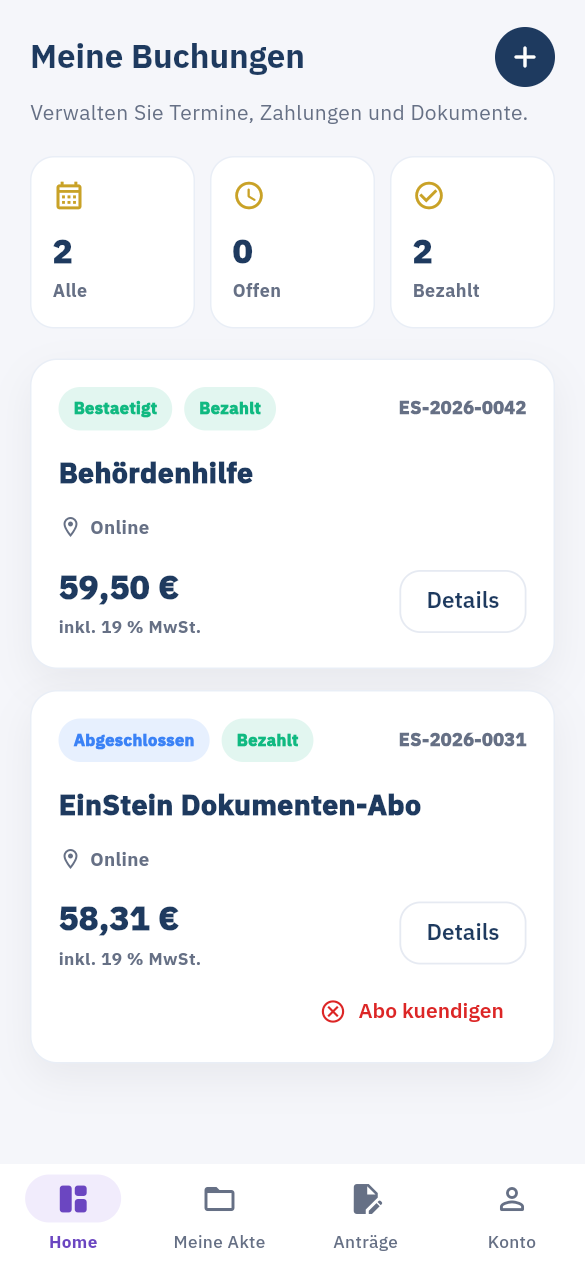 Meine Buchungen
Verwalten Sie Termine, Zahlungen und Dokumente.
2
Alle
0
Offen
2
Bezahlt
Bestaetigt
Bezahlt
ES-2026-0042
Behördenhilfe
Online
59,50 €
inkl. 19 % MwSt.
Details
Abgeschlossen
Bezahlt
ES-2026-0031
EinStein Dokumenten-Abo
Online
58,31 €
inkl. 19 % MwSt.
Details
Abo kuendigen
Home
Meine Akte
Anträge
Konto